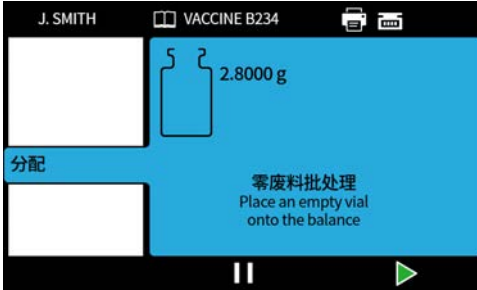 J. SMITH
VACCINE B234
2.8000 g
分配
零废料批处理
Place an empty vial
onto the balance